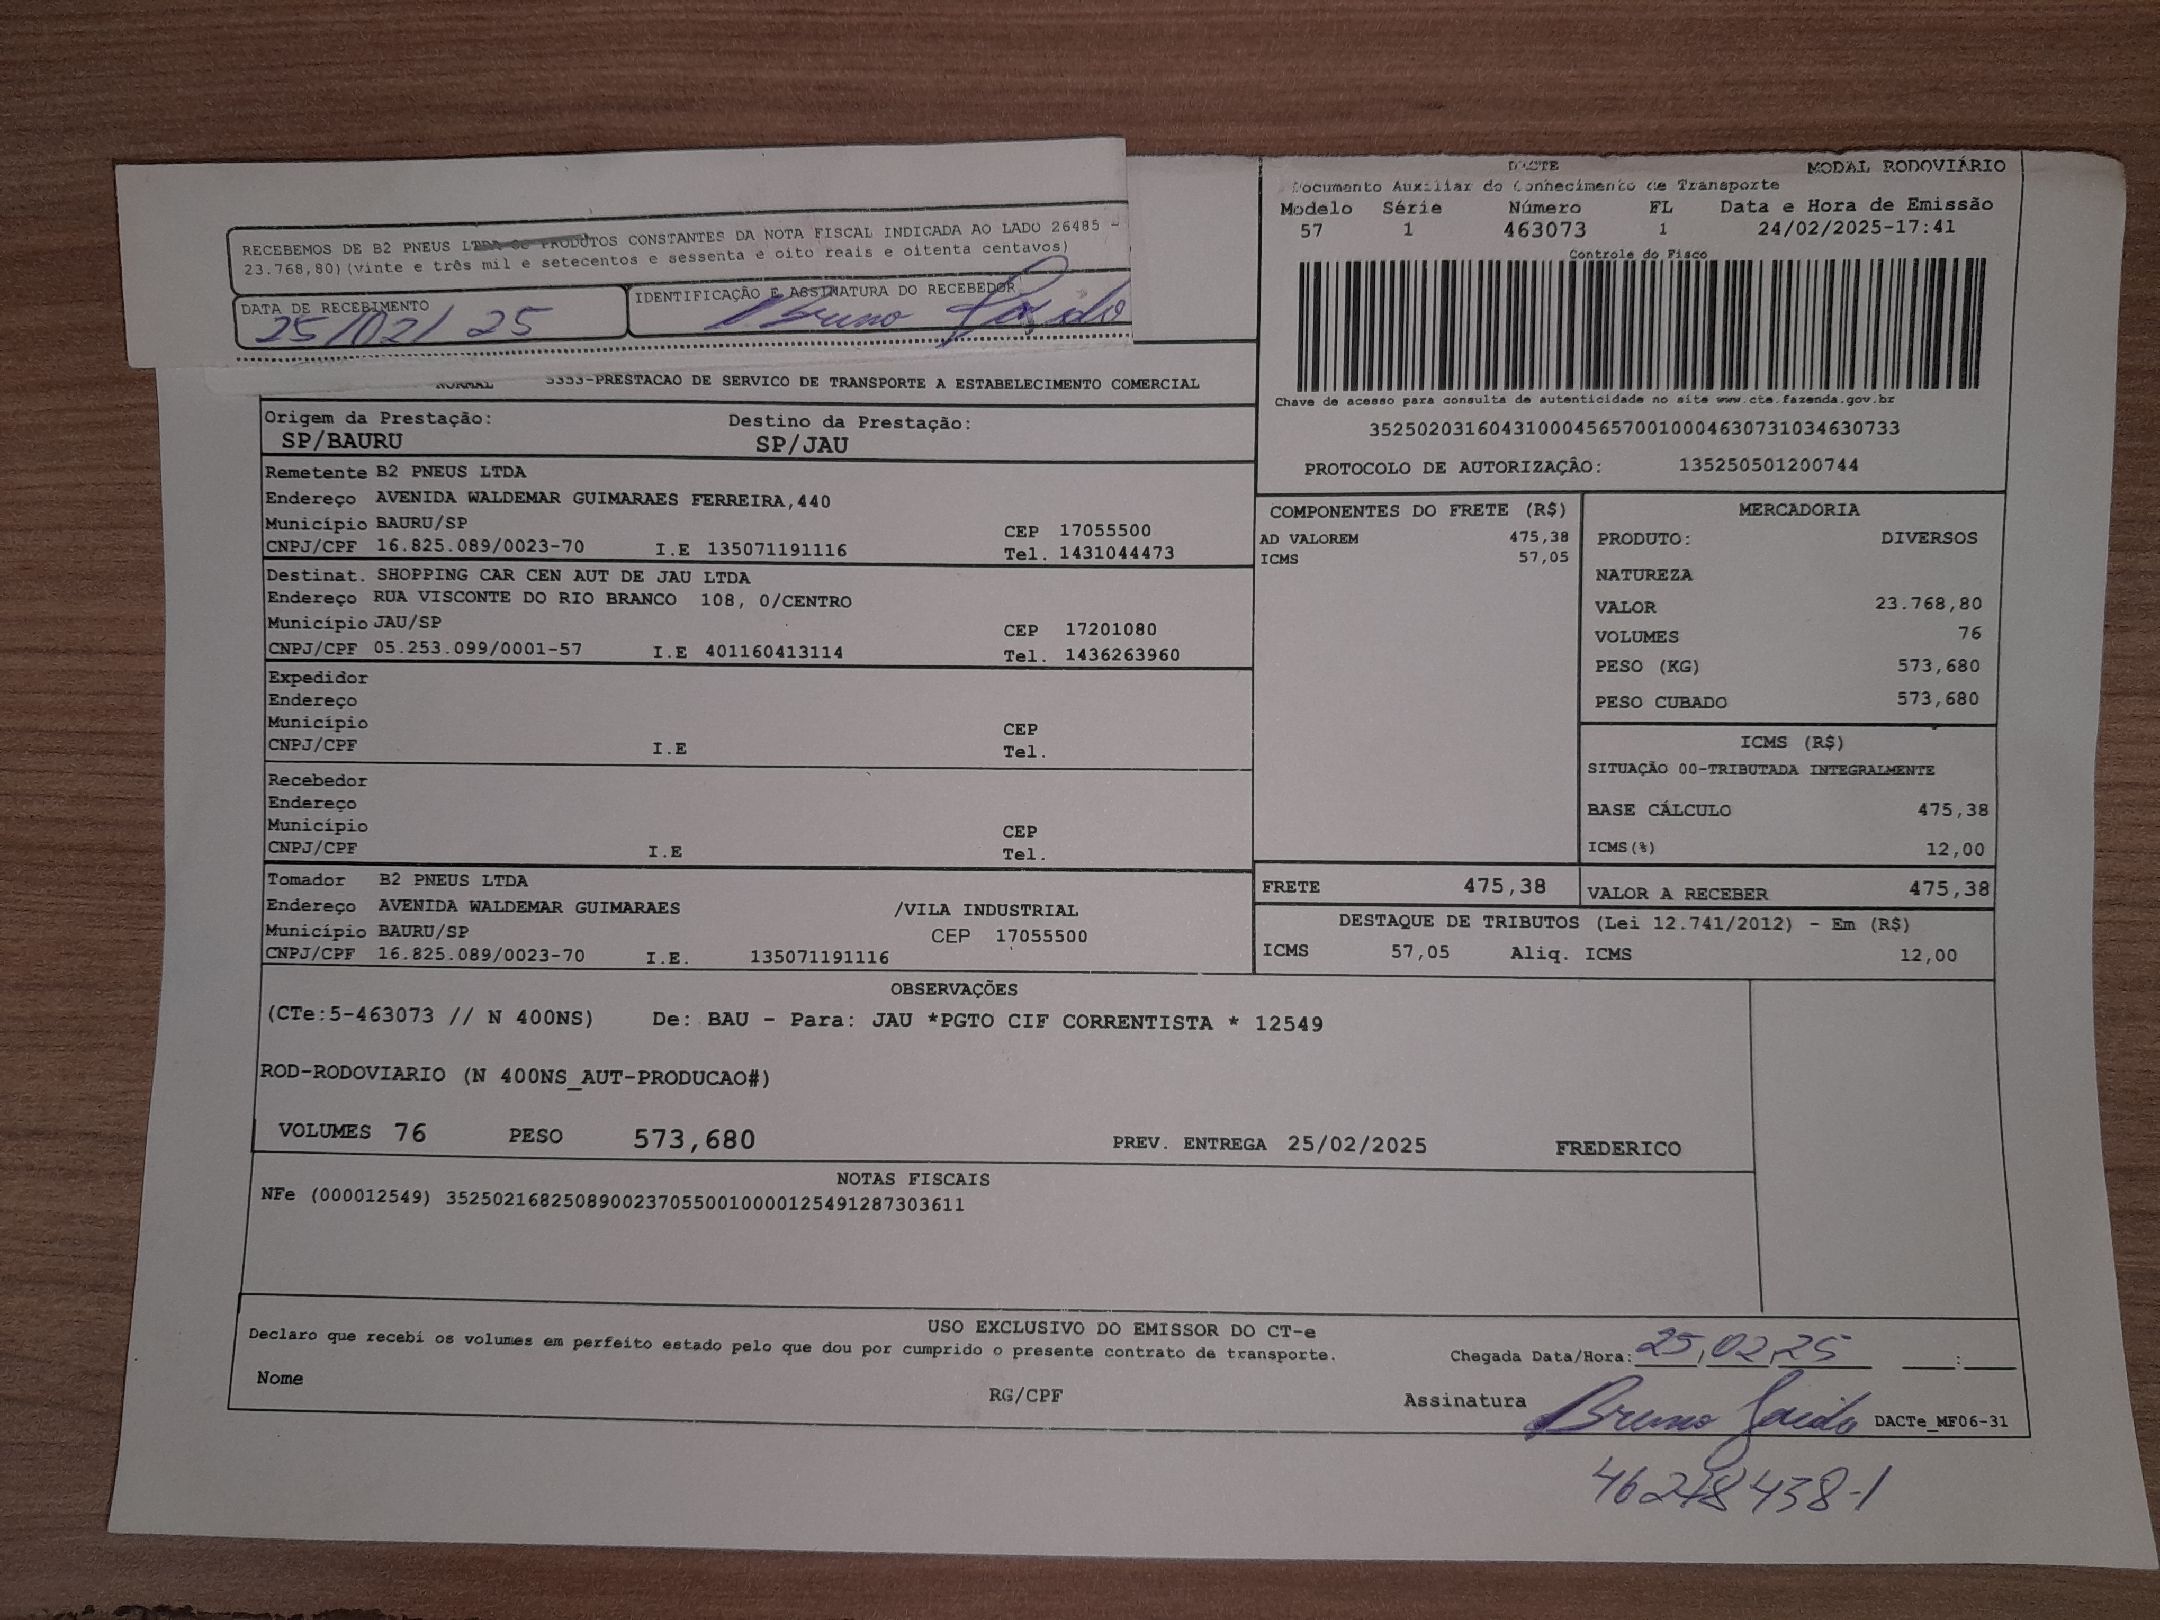 RECEBEMOS DE B2 PNEUS LTDA OS PRODUTOS CONSTANTES DA NOTA FISCAL INDICADA AO LADO 26485 -
23.768,80)(vinte e três mil e setecentos e sessenta e oito reais e oitenta centavos)
DATA DE RECEBIMENTO
25/02/25
IDENTIFICAÇÃO E ASSINATURA DO RECEBEDOR
Bruno
DACTE
MODAL RODOVIÁRIO
Documento Auxiliar do Conhecimento de Transporte
Modelo Série Número FL Data e Hora de Emissão
57 1 463073 1 24/02/2025-17:41
Controle do Fisco
Chave de acesso para consulta de autenticidade no site www.cte.fazenda.gov.br
35250203160431000456570010004630731034630733
PROTOCOLO DE AUTORIZAÇÃO: 135250501200744
NORMAL 5353-PRESTACAO DE SERVICO DE TRANSPORTE A ESTABELECIMENTO COMERCIAL
Origem da Prestação: Destino da Prestação:
SP/BAURU SP/JAU
Remetente B2 PNEUS LTDA
Endereço AVENIDA WALDEMAR GUIMARAES FERREIRA,440
Município BAURU/SP CEP 17055500
CNPJ/CPF 16.825.089/0023-70 I.E 135071191116 Tel. 1431044473
Destinat. SHOPPING CAR CEN AUT DE JAU LTDA
Endereço RUA VISCONTE DO RIO BRANCO 108, 0/CENTRO
Município JAU/SP CEP 17201080
CNPJ/CPF 05.253.099/0001-57 I.E 401160413114 Tel. 1436263960
Expedidor
Endereço
Município CEP
CNPJ/CPF I.E Tel.
Recebedor
Endereço
Município CEP
CNPJ/CPF I.E Tel.
Tomador B2 PNEUS LTDA
Endereço AVENIDA WALDEMAR GUIMARAES /VILA INDUSTRIAL
Município BAURU/SP CEP 17055500
CNPJ/CPF 16.825.089/0023-70 I.E. 135071191116
COMPONENTES DO FRETE (R$)
AD VALOREM 475,38
ICMS 57,05
MERCADORIA
PRODUTO: DIVERSOS
NATUREZA
VALOR 23.768,80
VOLUMES 76
PESO (KG) 573,680
PESO CUBADO 573,680
ICMS (R$)
SITUAÇÃO 00-TRIBUTADA INTEGRALMENTE
BASE CÁLCULO 475,38
ICMS(%) 12,00
FRETE 475,38 VALOR A RECEBER 475,38
DESTAQUE DE TRIBUTOS (Lei 12.741/2012) - Em (R$)
ICMS 57,05 Aliq. ICMS 12,00
OBSERVAÇÕES
(CTe:5-463073 // N 400NS) De: BAU - Para: JAU *PGTO CIF CORRENTISTA * 12549
ROD-RODOVIARIO (N 400NS_AUT-PRODUCAO#)
VOLUMES 76 PESO 573,680 PREV. ENTREGA 25/02/2025 FREDERICO
NOTAS FISCAIS
NFe (000012549) 35250216825089002370550010000125491287303611
USO EXCLUSIVO DO EMISSOR DO CT-e
Declaro que recebi os volumes em perfeito estado pelo que dou por cumprido o presente contrato de transporte.
Chegada Data/Hora: 25,02,25 :
Nome RG/CPF Assinatura Bruno DACTe_MF06-31